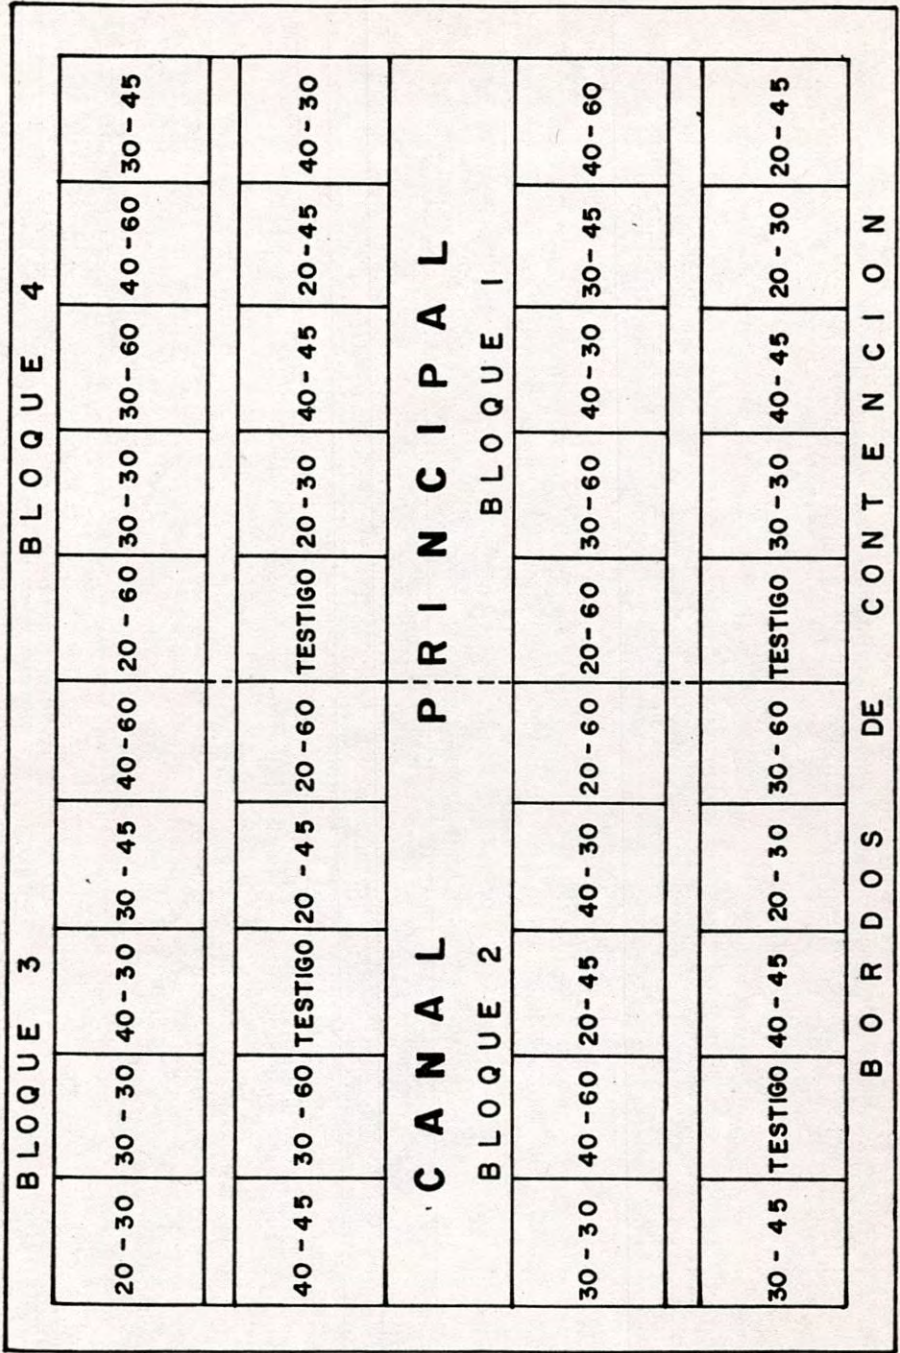 BLOQUE 3 BLOQUE 4
20-30 30-30 40-30 30-45 40-60 20-60 30-30 30-60 40-60 30-45
40-45 30-60 TESTIGO 20-45 20-60 TESTIGO 20-30 40-45 20-45 40-30
CANAL PRINCIPAL
BLOQUE 2 BLOQUE 1
30-30 40-60 20-45 40-30 20-60 20-60 30-60 40-30 30-45 40-60
30-45 TESTIGO 40-45 20-30 30-60 TESTIGO 30-30 40-45 20-30 20-45
BORDOS DE CONTENCION